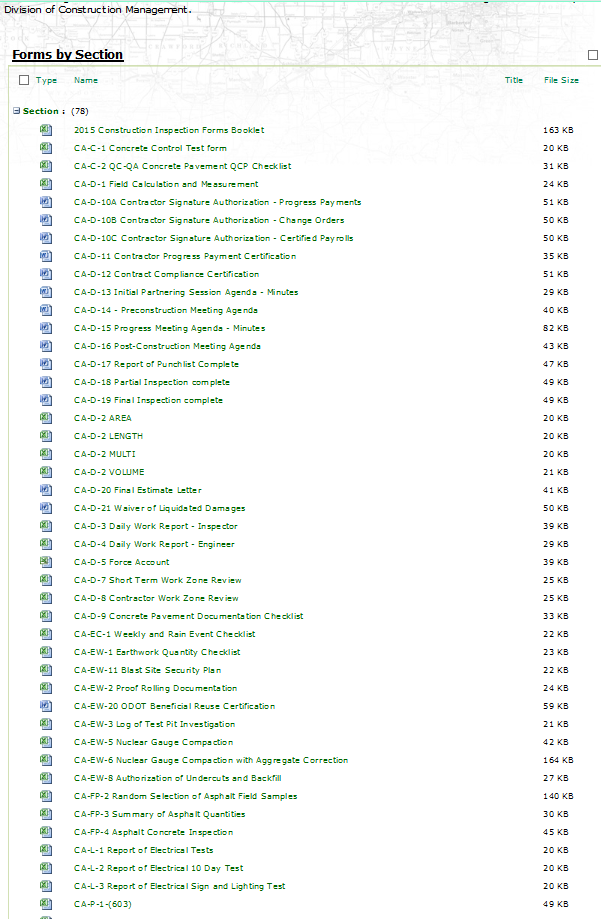 Division of Construction Management.
Forms by Section
Type Name Title File Size
Section : (78)
2015 Construction Inspection Forms Booklet 163 KB
CA-C-1 Concrete Control Test form 20 KB
CA-C-2 QC-QA Concrete Pavement QCP Checklist 31 KB
CA-D-1 Field Calculation and Measurement 24 KB
CA-D-10A Contractor Signature Authorization - Progress Payments 51 KB
CA-D-10B Contractor Signature Authorization - Change Orders 50 KB
CA-D-10C Contractor Signature Authorization - Certified Payrolls 50 KB
CA-D-11 Contractor Progress Payment Certification 35 KB
CA-D-12 Contract Compliance Certification 51 KB
CA-D-13 Initial Partnering Session Agenda - Minutes 29 KB
CA-D-14 - Preconstruction Meeting Agenda 40 KB
CA-D-15 Progress Meeting Agenda - Minutes 82 KB
CA-D-16 Post-Construction Meeting Agenda 43 KB
CA-D-17 Report of Punchlist Complete 47 KB
CA-D-18 Partial Inspection complete 49 KB
CA-D-19 Final Inspection complete 49 KB
CA-D-2 AREA 20 KB
CA-D-2 LENGTH 20 KB
CA-D-2 MULTI 20 KB
CA-D-2 VOLUME 21 KB
CA-D-20 Final Estimate Letter 41 KB
CA-D-21 Waiver of Liquidated Damages 50 KB
CA-D-3 Daily Work Report - Inspector 39 KB
CA-D-4 Daily Work Report - Engineer 29 KB
CA-D-5 Force Account 39 KB
CA-D-7 Short Term Work Zone Review 25 KB
CA-D-8 Contractor Work Zone Review 25 KB
CA-D-9 Concrete Pavement Documentation Checklist 33 KB
CA-EC-1 Weekly and Rain Event Checklist 22 KB
CA-EW-1 Earthwork Quantity Checklist 23 KB
CA-EW-11 Blast Site Security Plan 22 KB
CA-EW-2 Proof Rolling Documentation 24 KB
CA-EW-20 ODOT Beneficial Reuse Certification 59 KB
CA-EW-3 Log of Test Pit Investigation 21 KB
CA-EW-5 Nuclear Gauge Compaction 42 KB
CA-EW-6 Nuclear Gauge Compaction with Aggregate Correction 164 KB
CA-EW-8 Authorization of Undercuts and Backfill 27 KB
CA-FP-2 Random Selection of Asphalt Field Samples 140 KB
CA-FP-3 Summary of Asphalt Quantities 30 KB
CA-FP-4 Asphalt Concrete Inspection 45 KB
CA-L-1 Report of Electrical Tests 20 KB
CA-L-2 Report of Electrical 10 Day Test 20 KB
CA-L-3 Report of Electrical Sign and Lighting Test 20 KB
CA-P-1-(603) 49 KB